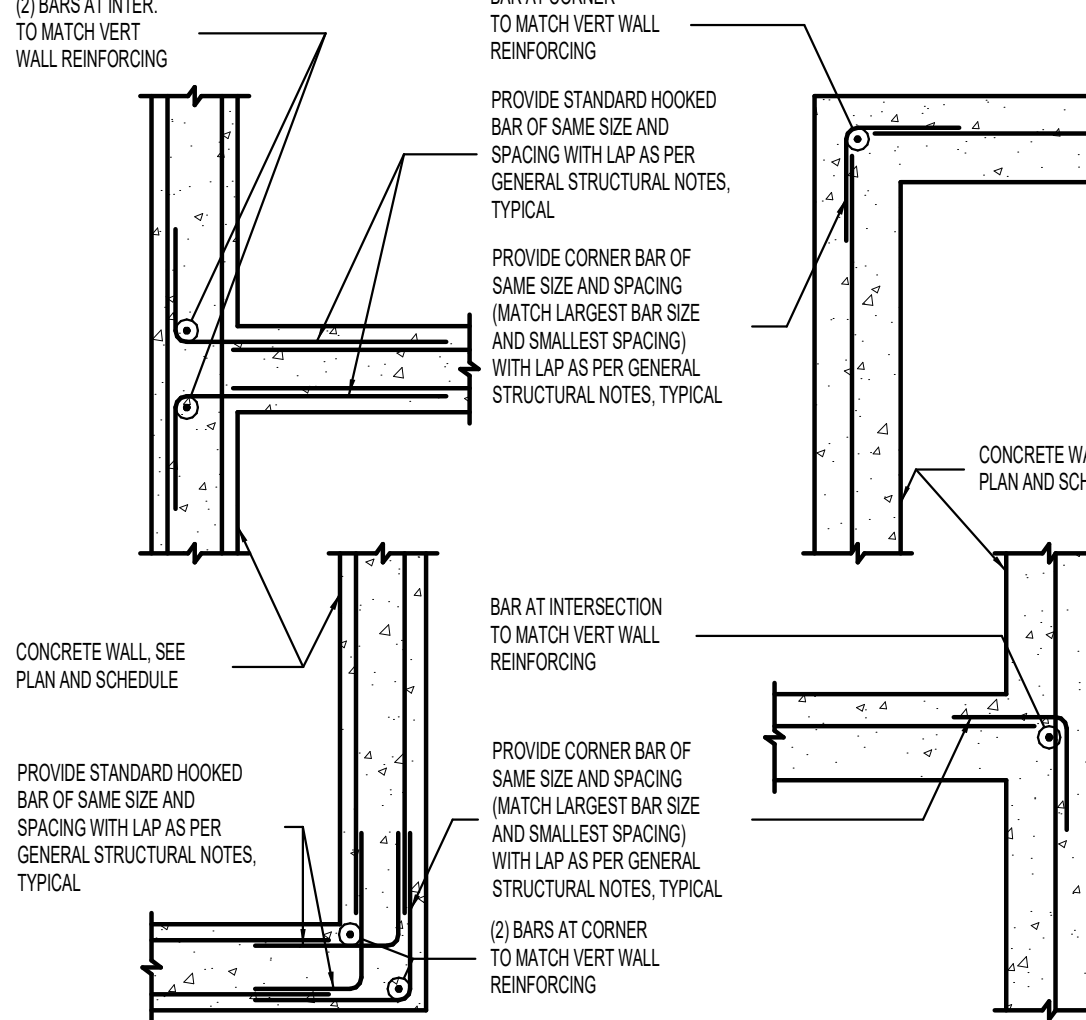 (2) BARS AT INTER.
TO MATCH VERT
WALL REINFORCING
BAR AT CORNER
TO MATCH VERT WALL
REINFORCING
PROVIDE STANDARD HOOKED
BAR OF SAME SIZE AND
SPACING WITH LAP AS PER
GENERAL STRUCTURAL NOTES,
TYPICAL
PROVIDE CORNER BAR OF
SAME SIZE AND SPACING
(MATCH LARGEST BAR SIZE
AND SMALLEST SPACING)
WITH LAP AS PER GENERAL
STRUCTURAL NOTES, TYPICAL
CONCRETE WA
PLAN AND SCH
BAR AT INTERSECTION
TO MATCH VERT WALL
REINFORCING
CONCRETE WALL, SEE
PLAN AND SCHEDULE
PROVIDE STANDARD HOOKED
BAR OF SAME SIZE AND
SPACING WITH LAP AS PER
GENERAL STRUCTURAL NOTES,
TYPICAL
PROVIDE CORNER BAR OF
SAME SIZE AND SPACING
(MATCH LARGEST BAR SIZE
AND SMALLEST SPACING)
WITH LAP AS PER GENERAL
STRUCTURAL NOTES, TYPICAL
(2) BARS AT CORNER
TO MATCH VERT WALL
REINFORCING